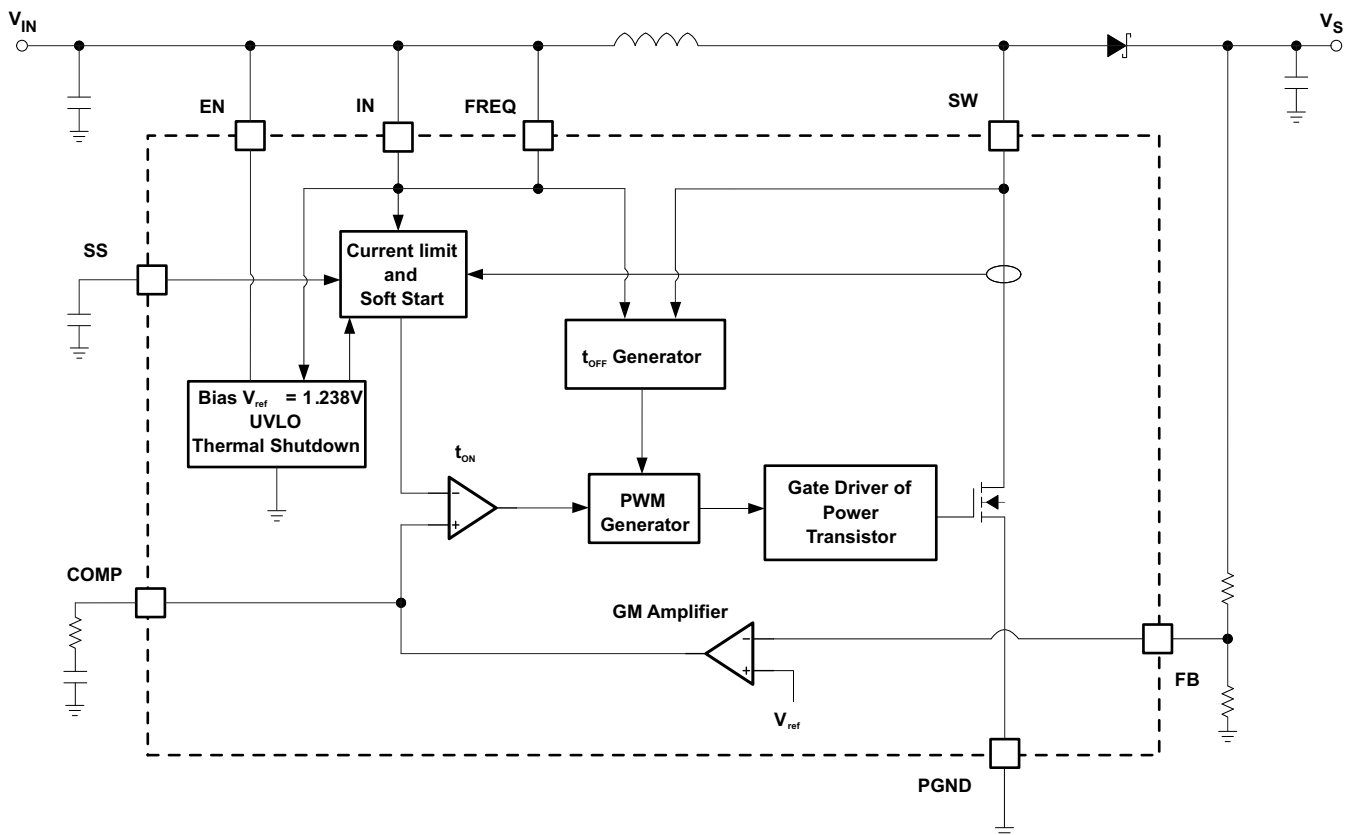 VIN
VS
EN
IN
FREQ
SW
SS
Current limit
and
Soft Start
tOFF Generator
Bias Vref = 1.238V
UVLO
Thermal Shutdown
tON
−
+
PWM
Generator
Gate Driver of
Power
Transistor
COMP
GM Amplifier
−
+
Vref
FB
PGND